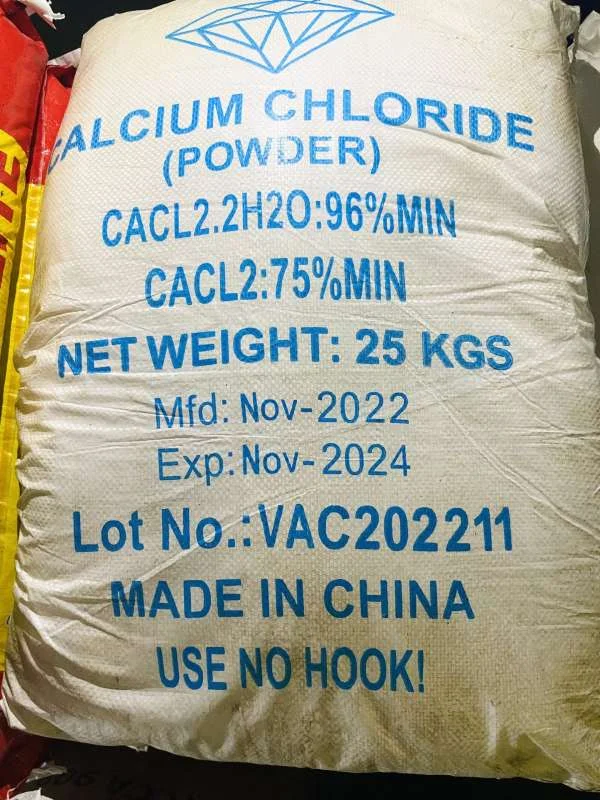 CALCIUM CHLORIDE
(POWDER)
CACL2.2H2O:96%MIN
CACL2:75%MIN
NET WEIGHT: 25 KGS
Mfd: Nov-2022
Exp: Nov-2024
Lot No.:VAC202211
MADE IN CHINA
USE NO HOOK!